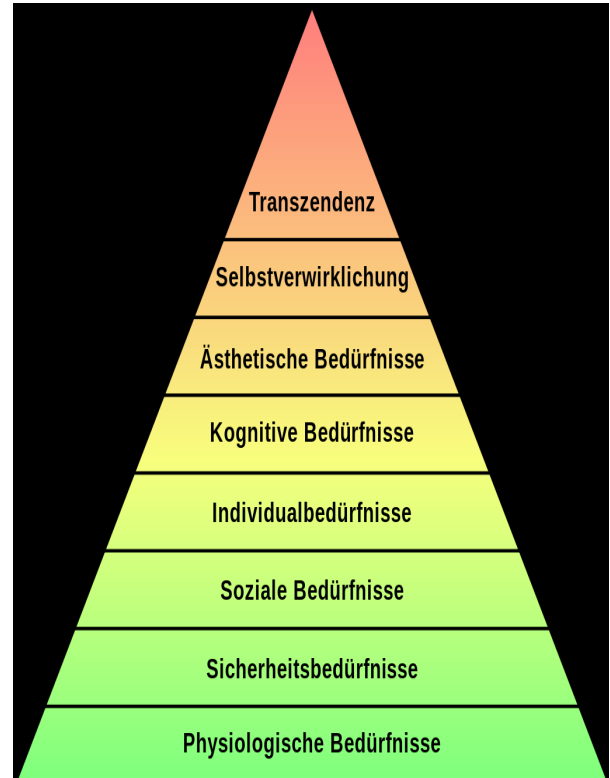 Transzendenz
Selbstverwirklichung
Ästhetische Bedürfnisse
Kognitive Bedürfnisse
Individualbedürfnisse
Soziale Bedürfnisse
Sicherheitsbedürfnisse
Physiologische Bedürfnisse